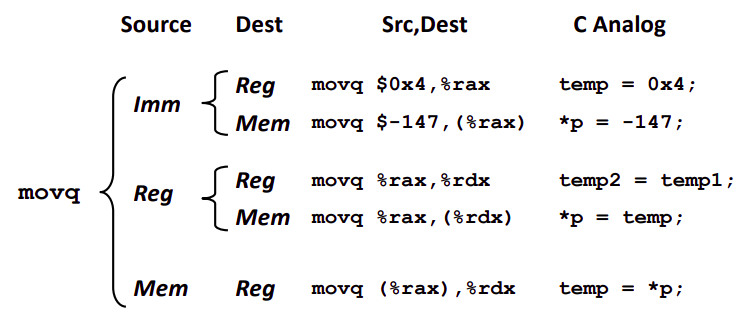 Source Dest Src,Dest C Analog
Reg movq $0x4,%rax temp = 0x4;
Imm
Mem movq $-147,(%rax) *p = -147;
Reg movq %rax,%rdx temp2 = temp1;
movq Reg
Mem movq %rax,(%rdx) *p = temp;
Mem Reg movq (%rax),%rdx temp = *p;